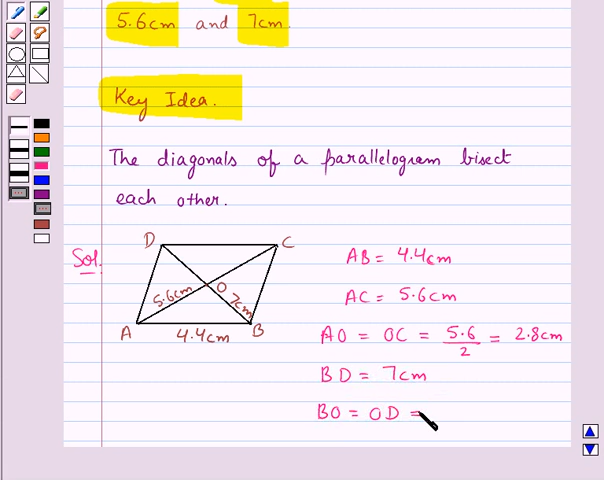 5.6cm and 7cm.
Key Idea.
The diagonals of a parallelogram bisect
each other.
Sol.
D C
5.6cm O 7cm
A B
4.4cm
AB = 4.4cm
AC = 5.6cm
AO = OC = 5.6/2 = 2.8cm
BD = 7cm
BO = OD =